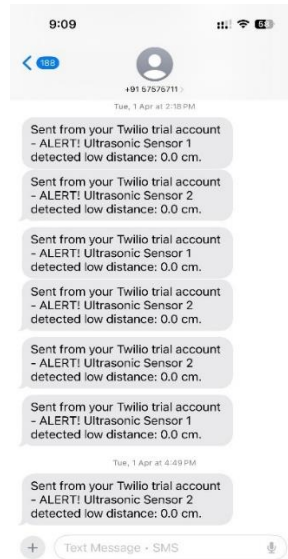 9:09
188
+91 57575711
Tue, 1 Apr at 2:18 PM
Sent from your Twilio trial account
- ALERT! Ultrasonic Sensor 1
detected low distance: 0.0 cm.
Sent from your Twilio trial account
- ALERT! Ultrasonic Sensor 2
detected low distance: 0.0 cm.
Sent from your Twilio trial account
- ALERT! Ultrasonic Sensor 1
detected low distance: 0.0 cm.
Sent from your Twilio trial account
- ALERT! Ultrasonic Sensor 2
detected low distance: 0.0 cm.
Sent from your Twilio trial account
- ALERT! Ultrasonic Sensor 2
detected low distance: 0.0 cm.
Sent from your Twilio trial account
- ALERT! Ultrasonic Sensor 1
detected low distance: 0.0 cm.
Tue, 1 Apr at 4:49 PM
Sent from your Twilio trial account
- ALERT! Ultrasonic Sensor 2
detected low distance: 0.0 cm.
Text Message • SMS